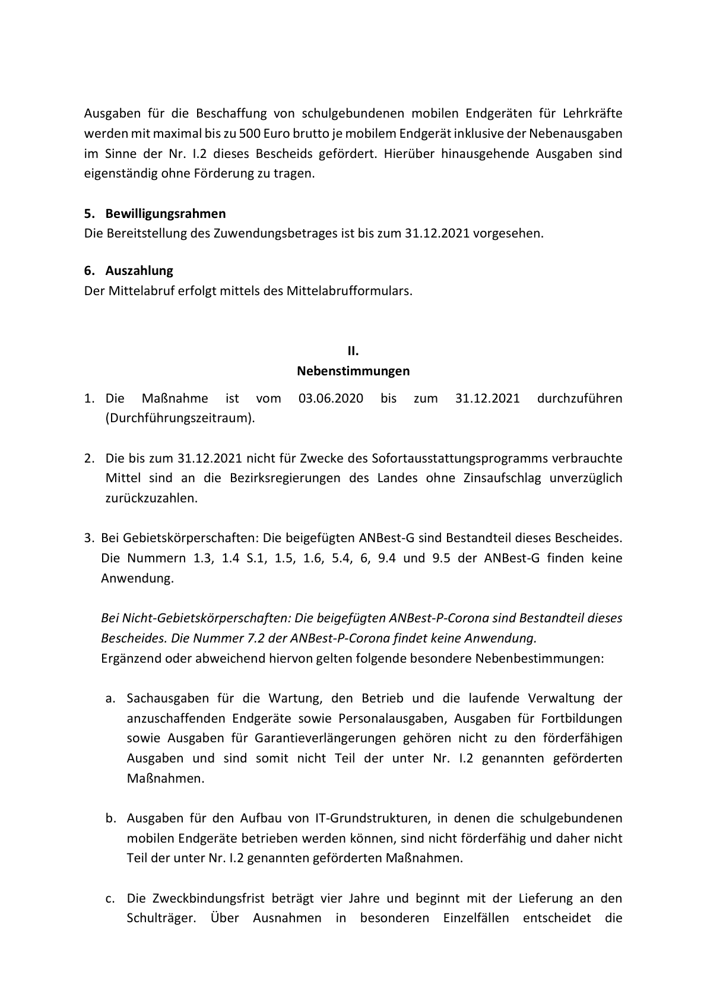 Ausgaben für die Beschaffung von schulgebundenen mobilen Endgeräten für Lehrkräfte
werden mit maximal bis zu 500 Euro brutto je mobilem Endgerät inklusive der Nebenausgaben
im Sinne der Nr. I.2 dieses Bescheids gefördert. Hierüber hinausgehende Ausgaben sind
eigenständig ohne Förderung zu tragen.
5. Bewilligungsrahmen
Die Bereitstellung des Zuwendungsbetrages ist bis zum 31.12.2021 vorgesehen.
6. Auszahlung
Der Mittelabruf erfolgt mittels des Mittelabrufformulars.
II.
Nebenstimmungen
1. Die Maßnahme ist vom 03.06.2020 bis zum 31.12.2021 durchzuführen
(Durchführungszeitraum).
2. Die bis zum 31.12.2021 nicht für Zwecke des Sofortausstattungsprogramms verbrauchte
Mittel sind an die Bezirksregierungen des Landes ohne Zinsaufschlag unverzüglich
zurückzuzahlen.
3. Bei Gebietskörperschaften: Die beigefügten ANBest-G sind Bestandteil dieses Bescheides.
Die Nummern 1.3, 1.4 S.1, 1.5, 1.6, 5.4, 6, 9.4 und 9.5 der ANBest-G finden keine
Anwendung.
Bei Nicht-Gebietskörperschaften: Die beigefügten ANBest-P-Corona sind Bestandteil dieses
Bescheides. Die Nummer 7.2 der ANBest-P-Corona findet keine Anwendung.
Ergänzend oder abweichend hiervon gelten folgende besondere Nebenbestimmungen:
a. Sachausgaben für die Wartung, den Betrieb und die laufende Verwaltung der
anzuschaffenden Endgeräte sowie Personalausgaben, Ausgaben für Fortbildungen
sowie Ausgaben für Garantieverlängerungen gehören nicht zu den förderfähigen
Ausgaben und sind somit nicht Teil der unter Nr. I.2 genannten geförderten
Maßnahmen.
b. Ausgaben für den Aufbau von IT-Grundstrukturen, in denen die schulgebundenen
mobilen Endgeräte betrieben werden können, sind nicht förderfähig und daher nicht
Teil der unter Nr. I.2 genannten geförderten Maßnahmen.
c. Die Zweckbindungsfrist beträgt vier Jahre und beginnt mit der Lieferung an den
Schulträger. Über Ausnahmen in besonderen Einzelfällen entscheidet die